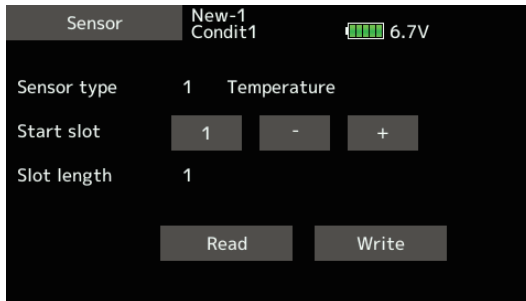 Sensor
New-1
Condit1
6.7V
Sensor type 1 Temperature
Start slot 1 - +
Slot length 1
Read Write